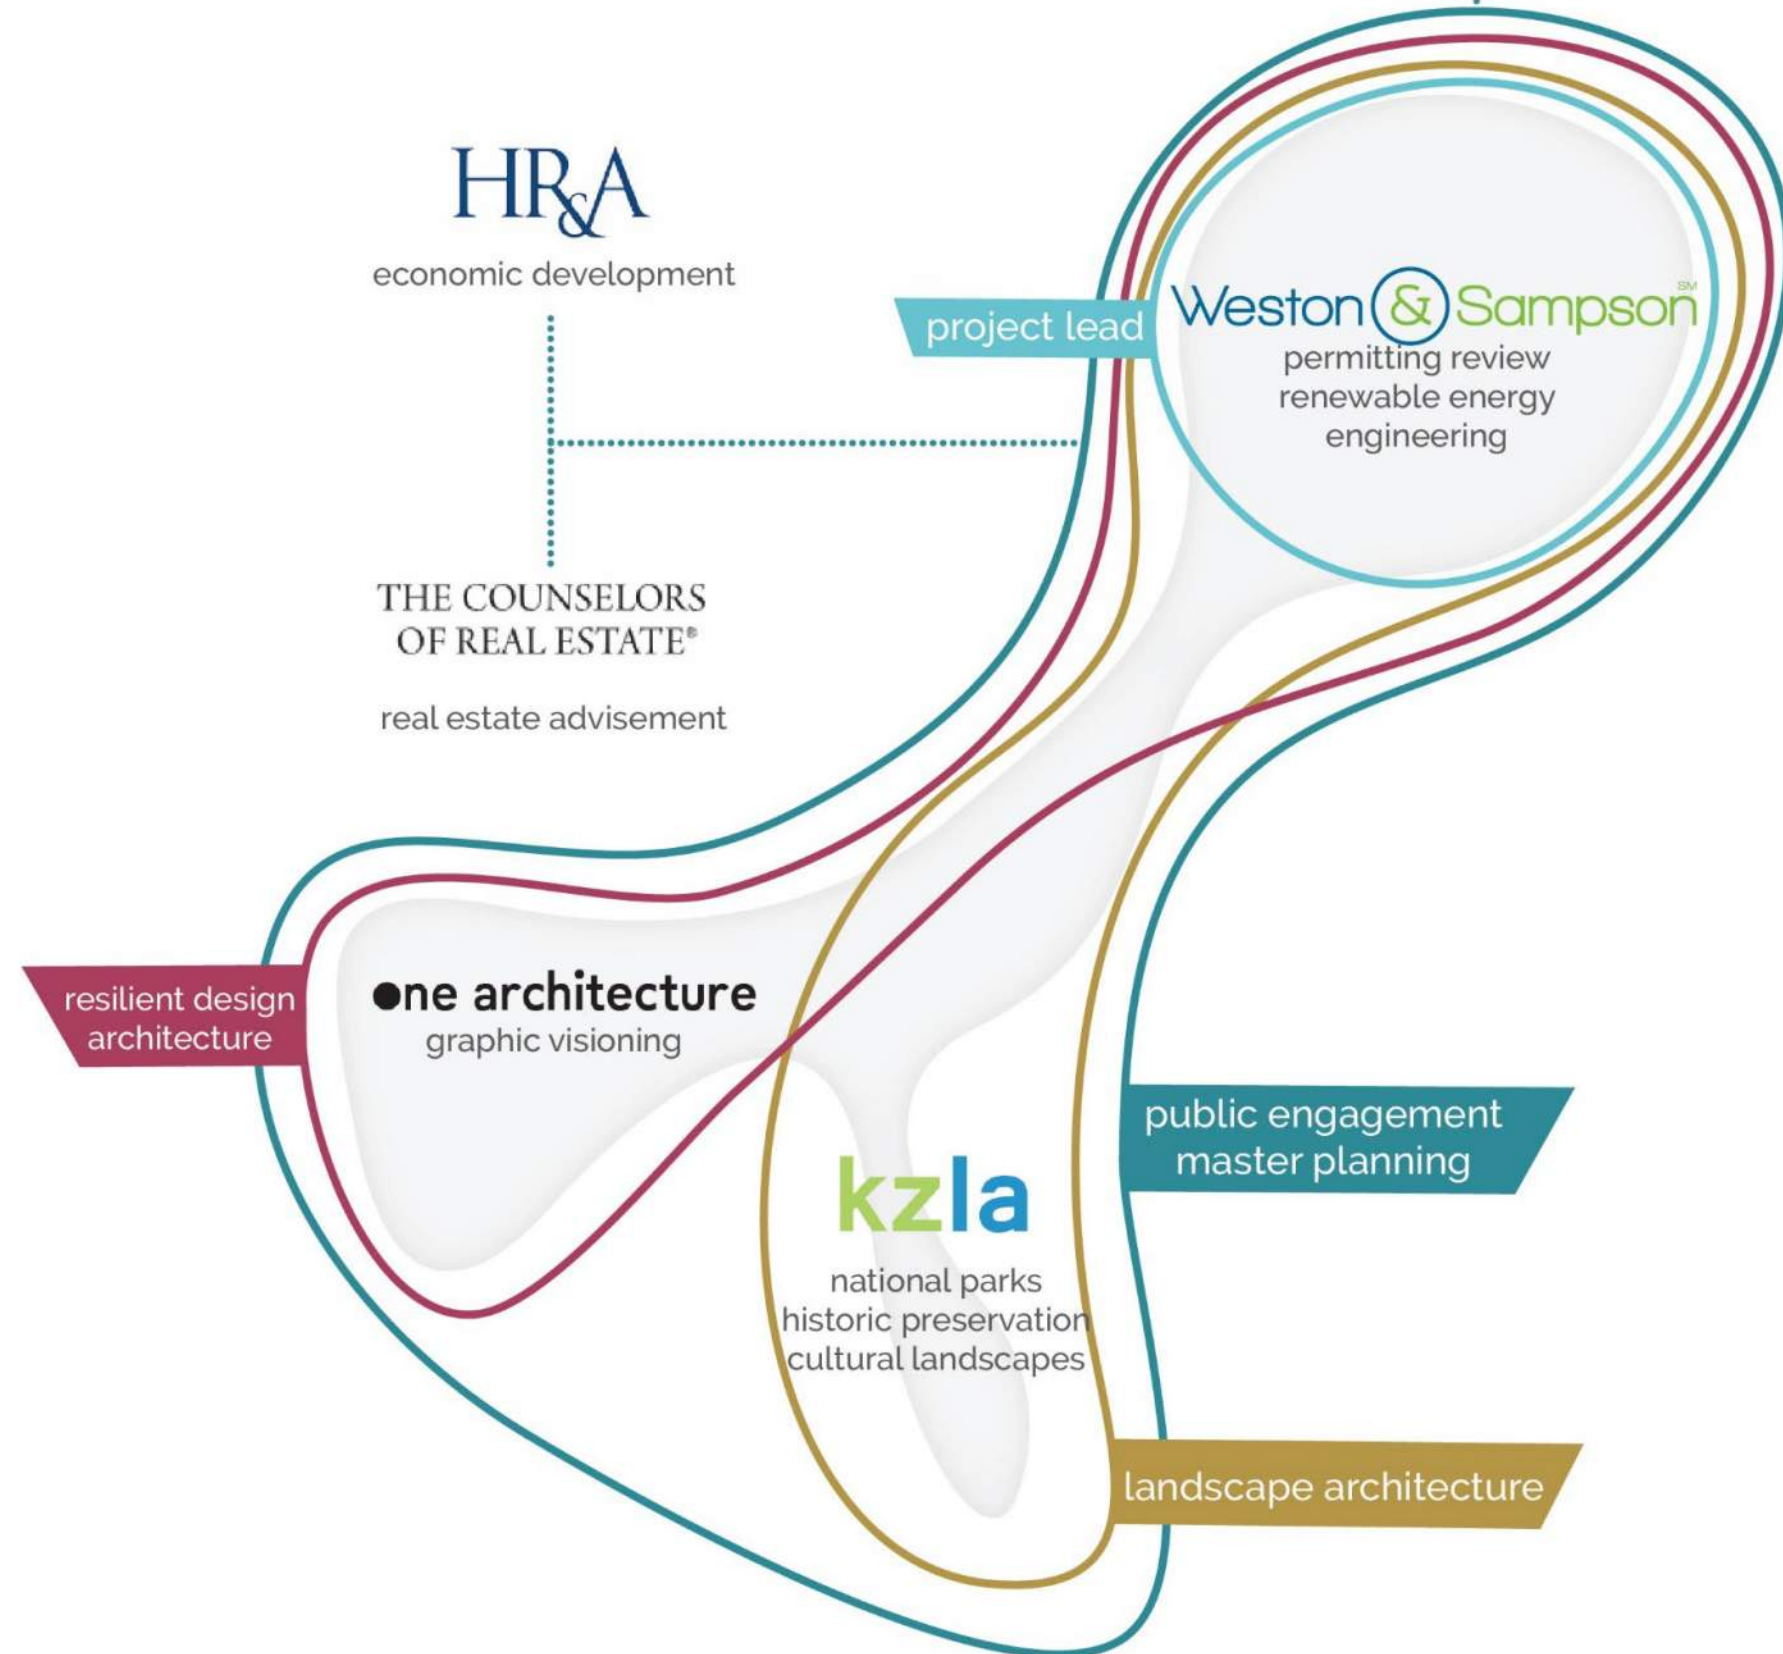 HR&A
economic development
project lead
Weston & Sampson SM
permitting review
renewable energy
engineering
THE COUNSELORS
OF REAL ESTATE®
real estate advisement
resilient design
architecture
one architecture
graphic visioning
public engagement
master planning
kzla
national parks
historic preservation
cultural landscapes
landscape architecture